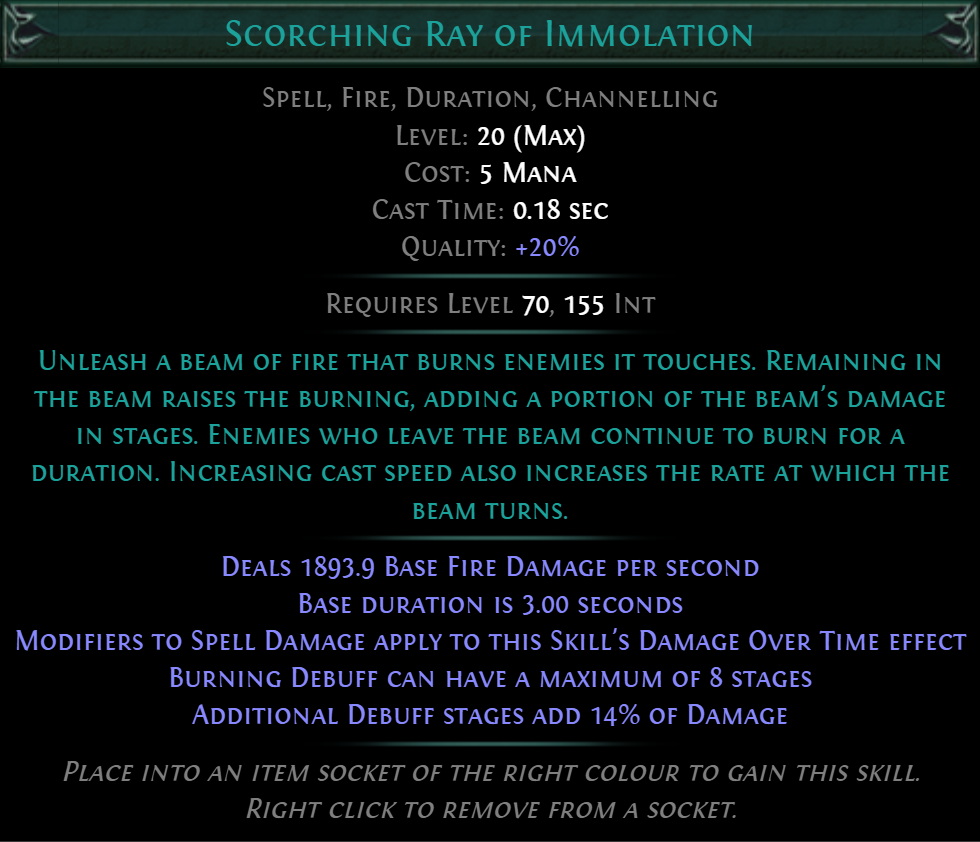 Scorching Ray of Immolation
Spell, Fire, Duration, Channelling
Level: 20 (Max)
Cost: 5 Mana
Cast Time: 0.18 sec
Quality: +20%
Requires Level 70, 155 Int
Unleash a beam of fire that burns enemies it touches. Remaining in
the beam raises the burning, adding a portion of the beam's damage
in stages. Enemies who leave the beam continue to burn for a
duration. Increasing cast speed also increases the rate at which the
beam turns.
Deals 1893.9 Base Fire Damage per second
Base duration is 3.00 seconds
Modifiers to Spell Damage apply to this Skill's Damage Over Time effect
Burning Debuff can have a maximum of 8 stages
Additional Debuff stages add 14% of Damage
Place into an item socket of the right colour to gain this skill.
Right click to remove from a socket.